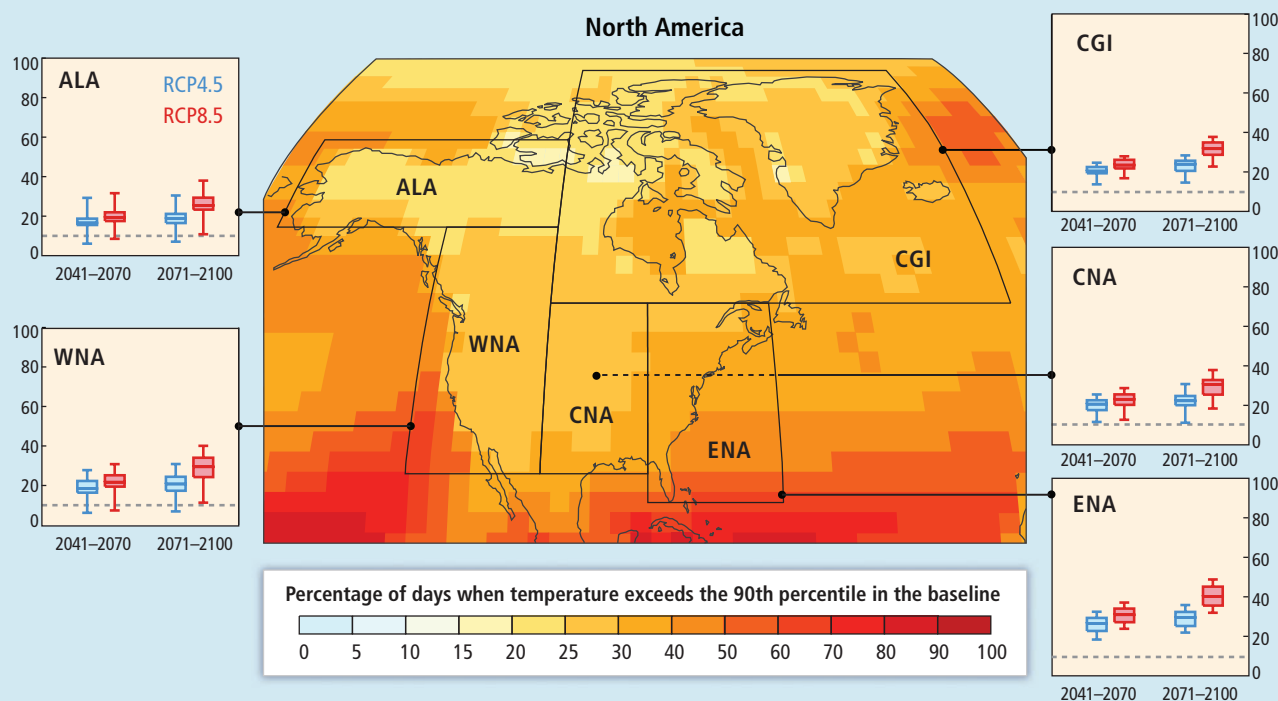 North America
ALA
RCP4.5
RCP8.5
100
80
60
40
20
0
2041–2070 2071–2100
WNA
100
80
60
40
20
0
2041–2070 2071–2100
ALA
CGI
WNA
CNA
ENA
CGI
100
80
60
40
20
0
2041–2070 2071–2100
CNA
100
80
60
40
20
0
2041–2070 2071–2100
ENA
100
80
60
40
20
0
2041–2070 2071–2100
Percentage of days when temperature exceeds the 90th percentile in the baseline
0 5 10 15 20 25 30 40 50 60 70 80 90 100